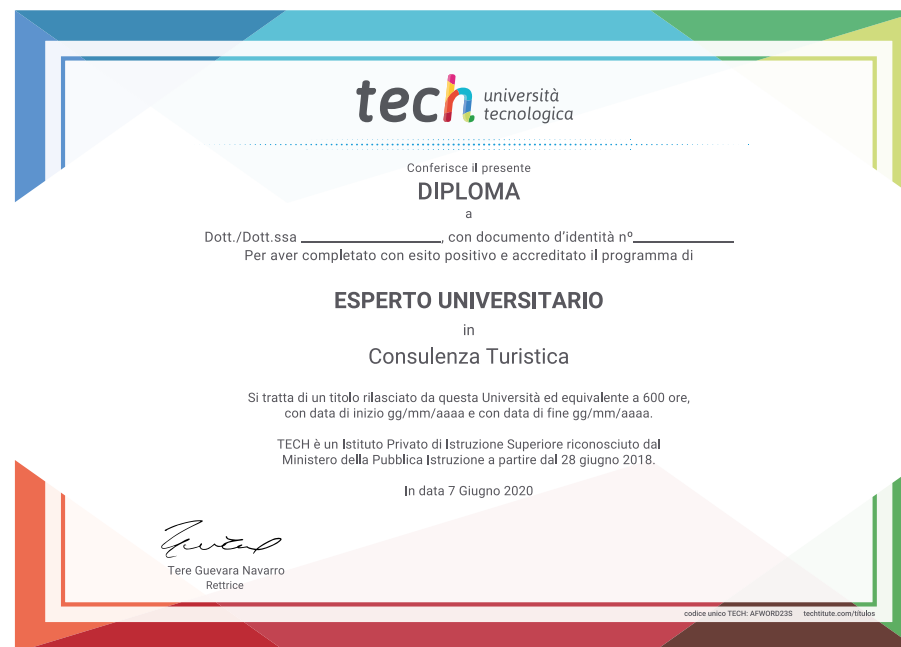 tech università
tecnologica
Conferisce il presente
DIPLOMA
a
Dott./Dott.ssa ____________________, con documento d'identità nº______________
Per aver completato con esito positivo e accreditato il programma di
ESPERTO UNIVERSITARIO
in
Consulenza Turistica
Si tratta di un titolo rilasciato da questa Università ed equivalente a 600 ore,
con data di inizio gg/mm/aaaa e con data di fine gg/mm/aaaa.
TECH è un Istituto Privato di Istruzione Superiore riconosciuto dal
Ministero della Pubblica Istruzione a partire dal 28 giugno 2018.
In data 7 Giugno 2020
Tere Guevara Navarro
Rettrice
codice unico TECH: AFWORD23S techtitute.com/títulos